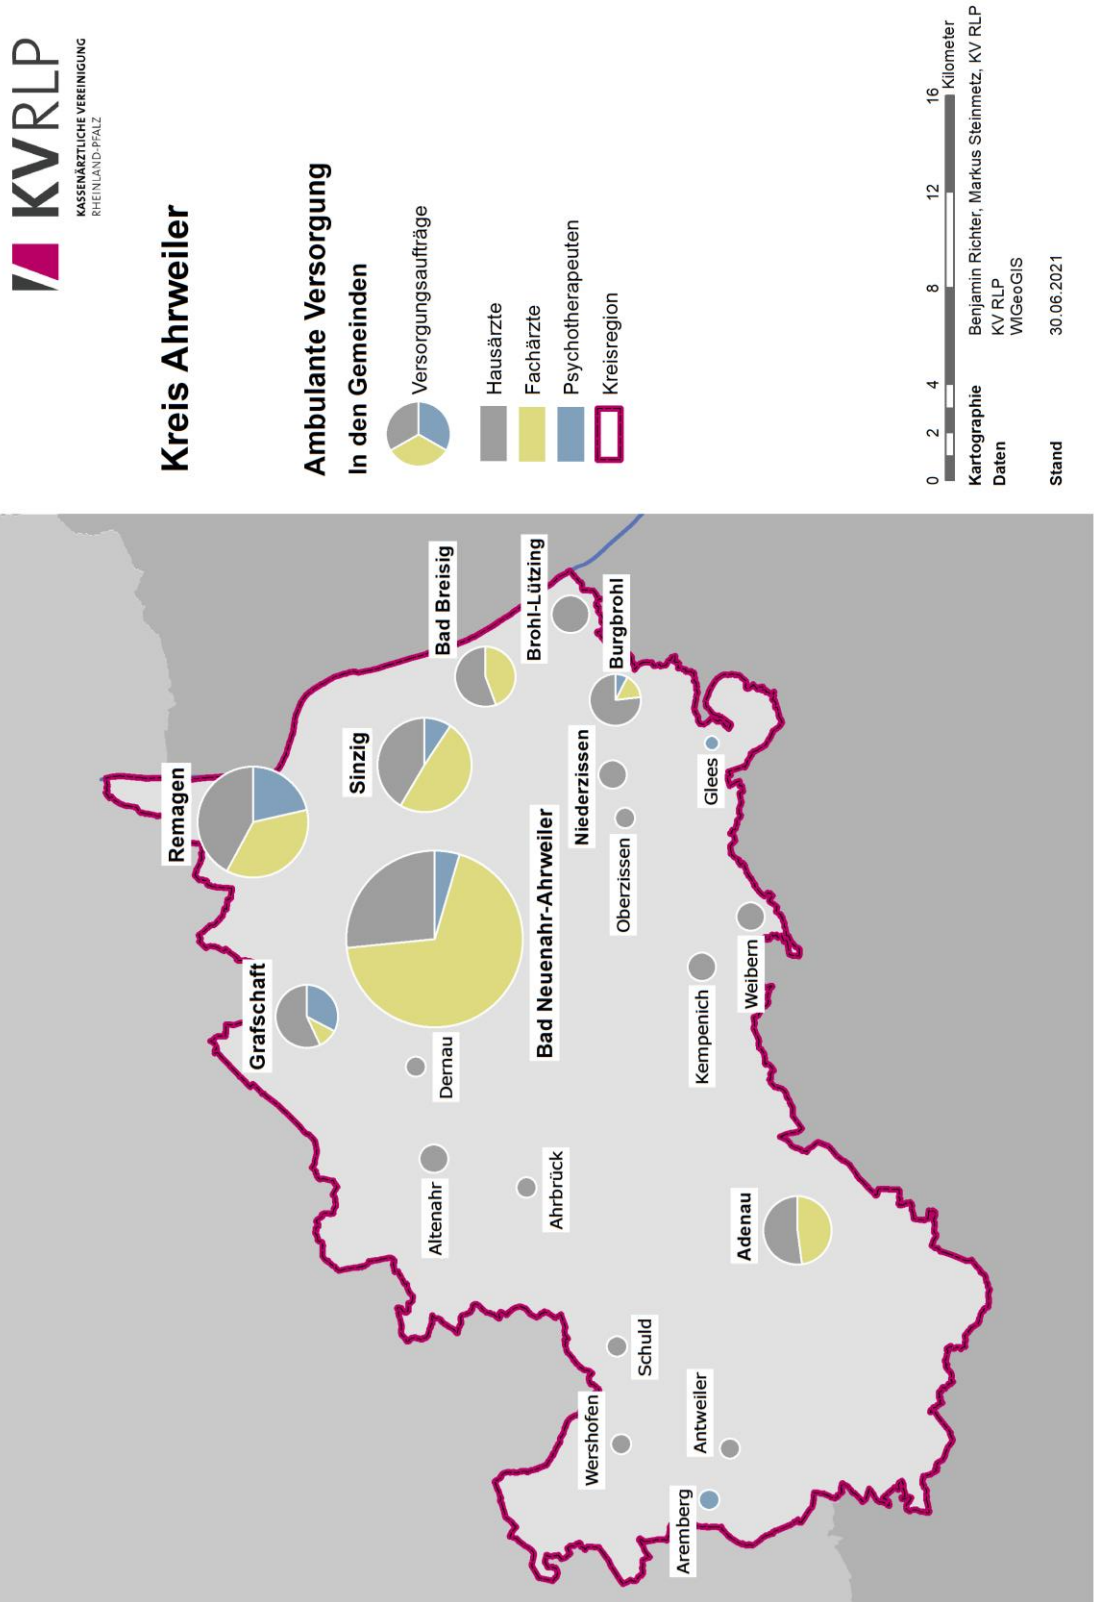 KVRLP
KASSENÄRZTLICHE VEREINIGUNG
RHEINLAND-PFALZ
Kreis Ahrweiler
Ambulante Versorgung
In den Gemeinden
Versorgungsaufträge
Hausärzte
Fachärzte
Psychotherapeuten
Kreisregion
0 2 4 8 12 16
Kilometer
Kartographie Benjamin Richter, Markus Steinmetz, KV RLP
Daten KV RLP
WIGeoGIS
Stand 30.06.2021
Remagen
Grafschaft
Sinzig
Bad Breisig
Dernau
Altenahr
Bad Neuenahr-Ahrweiler
Brohl-Lützing
Ahrbrück
Niederzissen
Burgbrohl
Oberzissen
Wershofen
Schuld
Glees
Kempenich
Weibern
Antweiler
Aremberg
Adenau